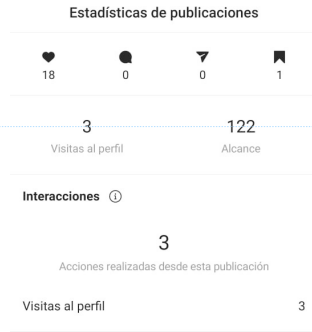 Estadísticas de publicaciones
18 0 0 1
3 122
Visitas al perfil Alcance
Interacciones
3
Acciones realizadas desde esta publicación
Visitas al perfil 3